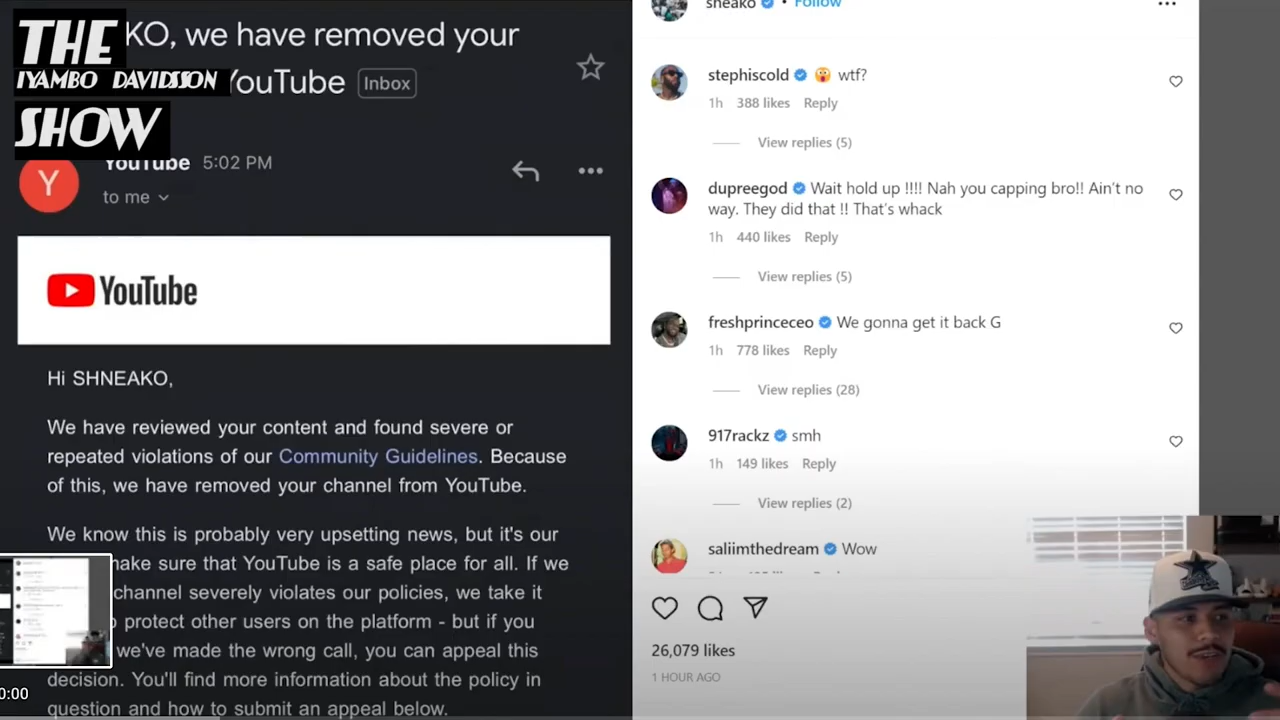 THE
IYAMBO DAVIDSSON
SHOW
KO, we have removed your
YouTube Inbox
YouTube 5:02 PM
to me
Y
YouTube
Hi SHNEAKO,
We have reviewed your content and found severe or
repeated violations of our Community Guidelines. Because
of this, we have removed your channel from YouTube.
We know this is probably very upsetting news, but it's our
make sure that YouTube is a safe place for all. If we
channel severely violates our policies, we take it
protect other users on the platform - but if you
we've made the wrong call, you can appeal this
decision. You'll find more information about the policy in
question and how to submit an appeal below.
0:00
sneako • Follow
stephiscold 😲 wtf?
1h 388 likes Reply
View replies (5)
dupreegod Wait hold up !!!! Nah you capping bro!! Ain't no
way. They did that !! That's whack
1h 440 likes Reply
View replies (5)
freshprinceceo We gonna get it back G
1h 778 likes Reply
View replies (28)
917rackz smh
1h 149 likes Reply
View replies (2)
saliimthedream Wow
26,079 likes
1 HOUR AGO